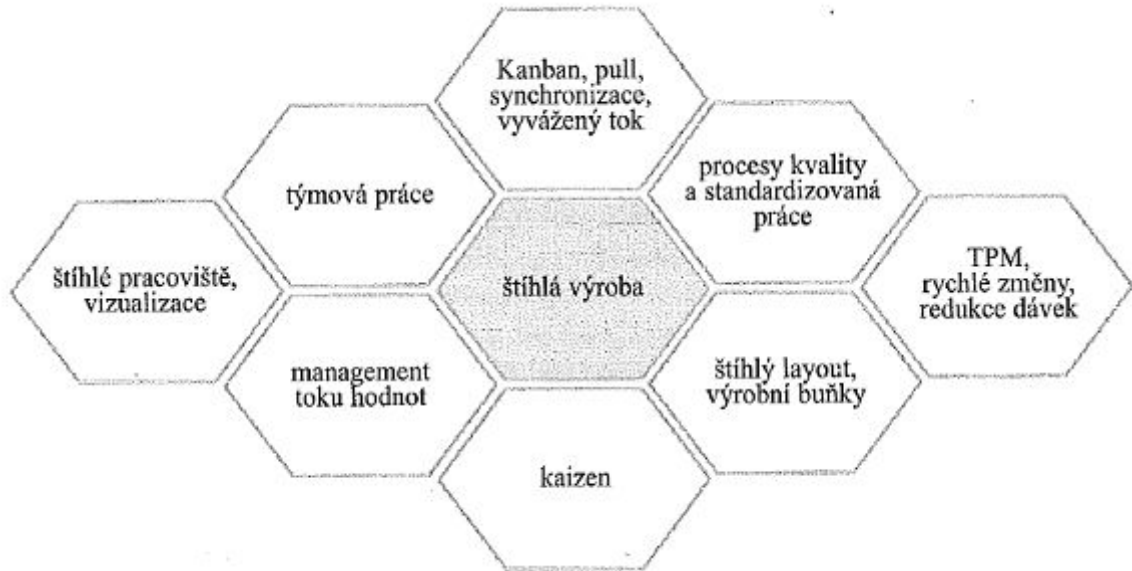 Kanban, pull,
synchronizace,
vyvážený tok
týmová práce
procesy kvality
a standardizovaná
práce
štíhlé pracoviště,
vizualizace
štíhlá výroba
TPM,
rychlé změny,
redukce dávek
management
toku hodnot
štíhlý layout,
výrobní buňky
kaizen